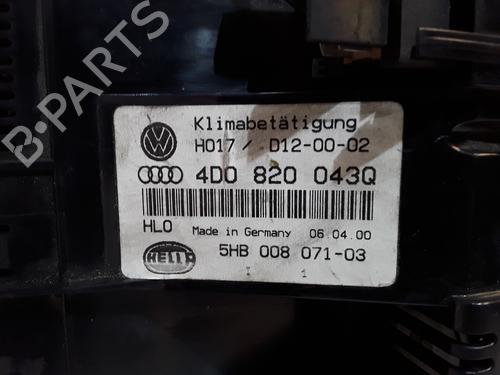 B-PARTS
Klimabetätigung
H017/ D12-00-02
4D0 820 043Q
HLO Made in Germany 06.04.00
HELLA 5HB 008 071-03
I 1